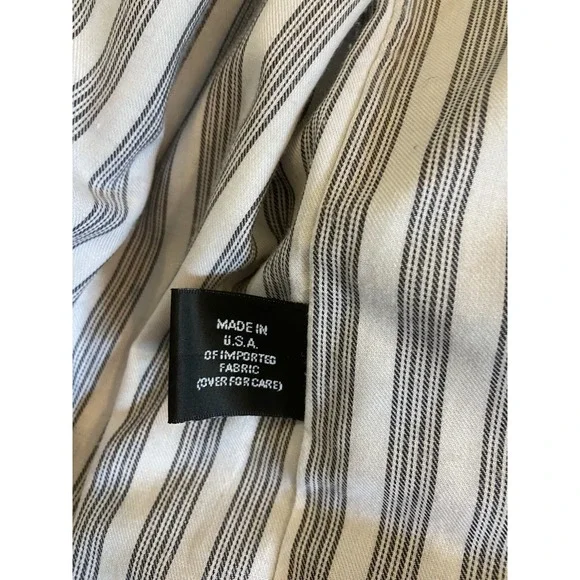 MADE IN
U.S.A.
OF IMPORTED
FABRIC
(OVER FOR CARE)